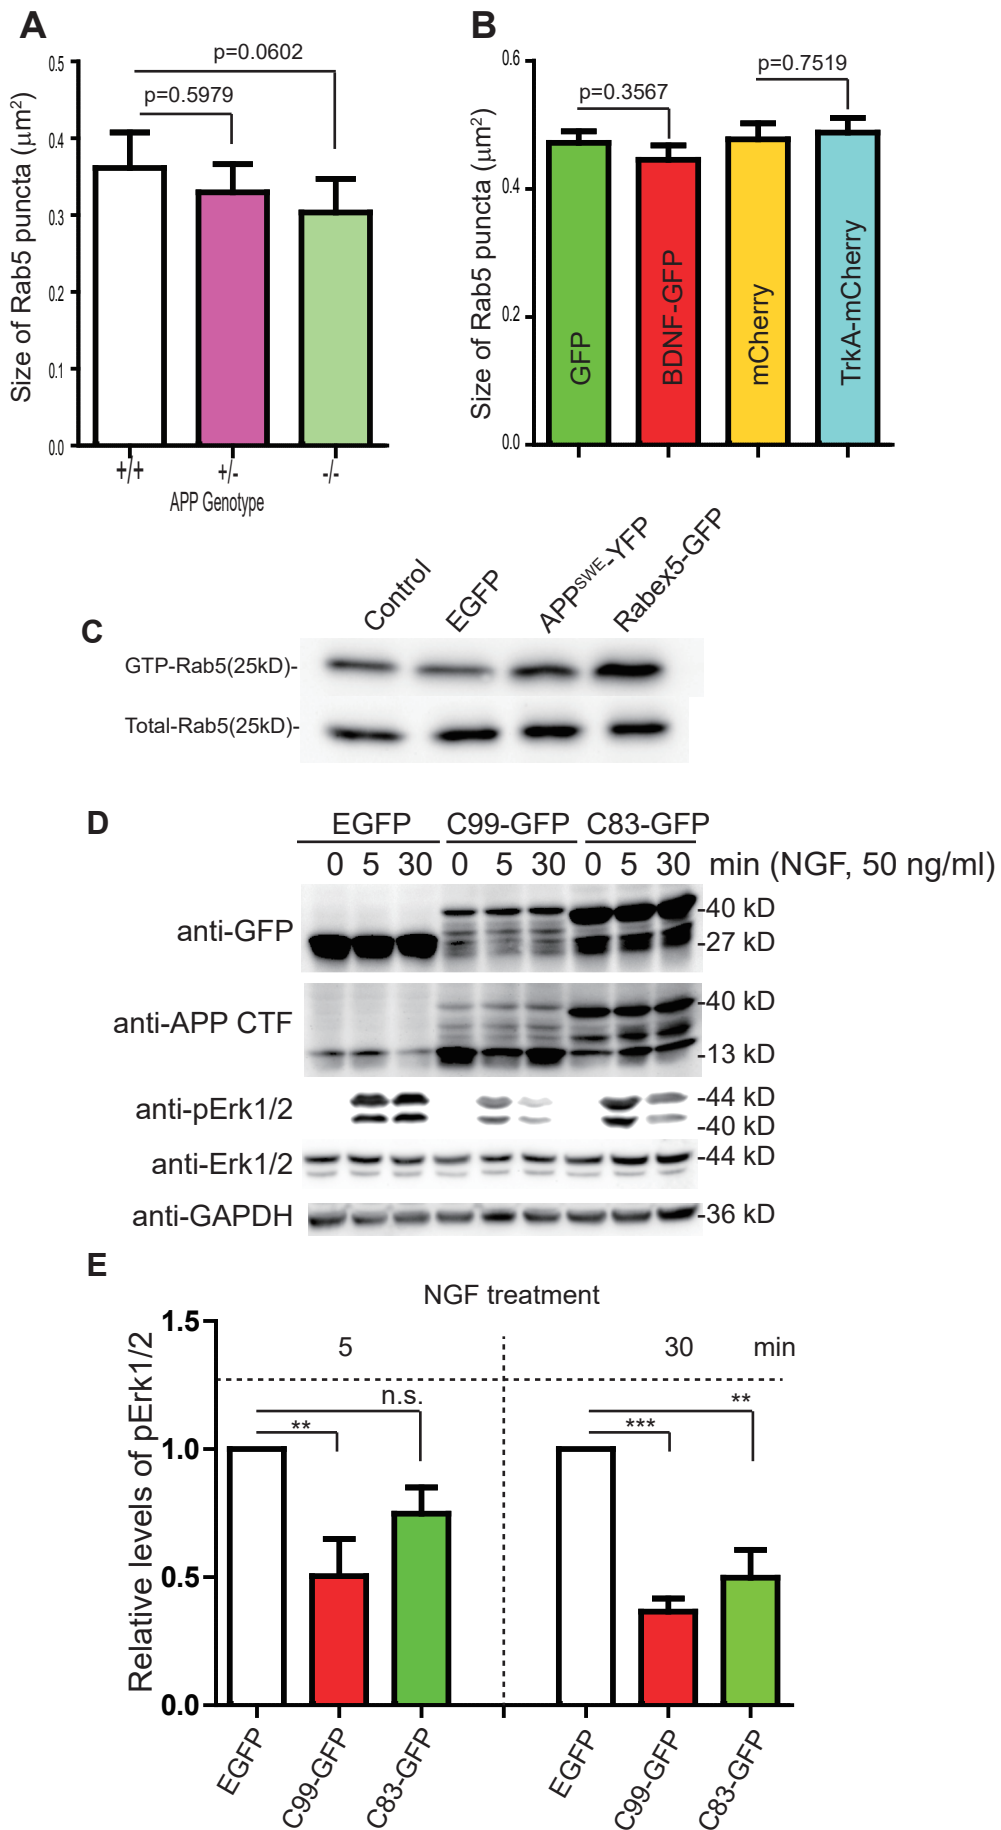 A
p=0.0602
p=0.5979
Size of Rab5 puncta (μm²)
0.5
0.4
0.3
0.2
0.1
0.0
+/+
+/-
-/-
APP Genotype
B
p=0.7519
p=0.3567
Size of Rab5 puncta (μm²)
0.6
0.4
0.2
0.0
GFP
BDNF-GFP
mCherry
TrkA-mCherry
C
Control
EGFP
APP^SWE-YFP
Rabex5-GFP
GTP-Rab5(25kD)-
Total-Rab5(25kD)-
D
EGFP C99-GFP C83-GFP
0 5 30 0 5 30 0 5 30 min (NGF, 50 ng/ml)
anti-GFP
-40 kD
-27 kD
anti-APP CTF
-40 kD
-13 kD
anti-pErk1/2
-44 kD
-40 kD
anti-Erk1/2
-44 kD
anti-GAPDH
-36 kD
E
NGF treatment
5 30 min
Relative levels of pErk1/2
1.5
1.0
0.5
0.0
n.s.
**
**
***
EGFP
C99-GFP
C83-GFP
EGFP
C99-GFP
C83-GFP